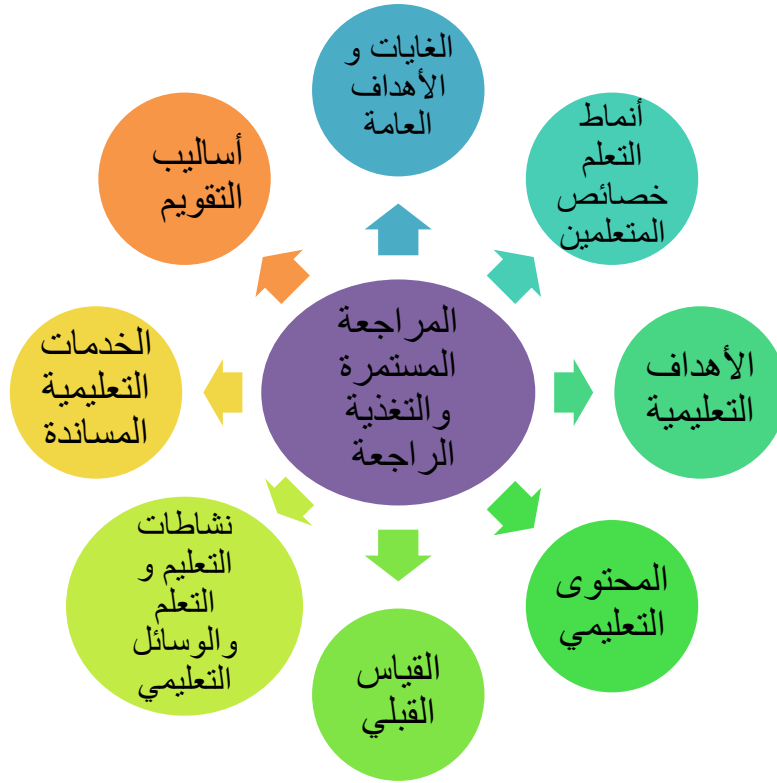 الغايات و
الأهداف
العامة
أنماط
التعلم
خصائص
المتعلمين
الأهداف
التعليمية
المحتوى
التعليمي
القياس
القبلي
نشاطات
التعليم و
التعلم
والوسائل
التعليمي
الخدمات
التعليمية
المساندة
أساليب
التقويم
المراجعة
المستمرة
والتغذية
الراجعة